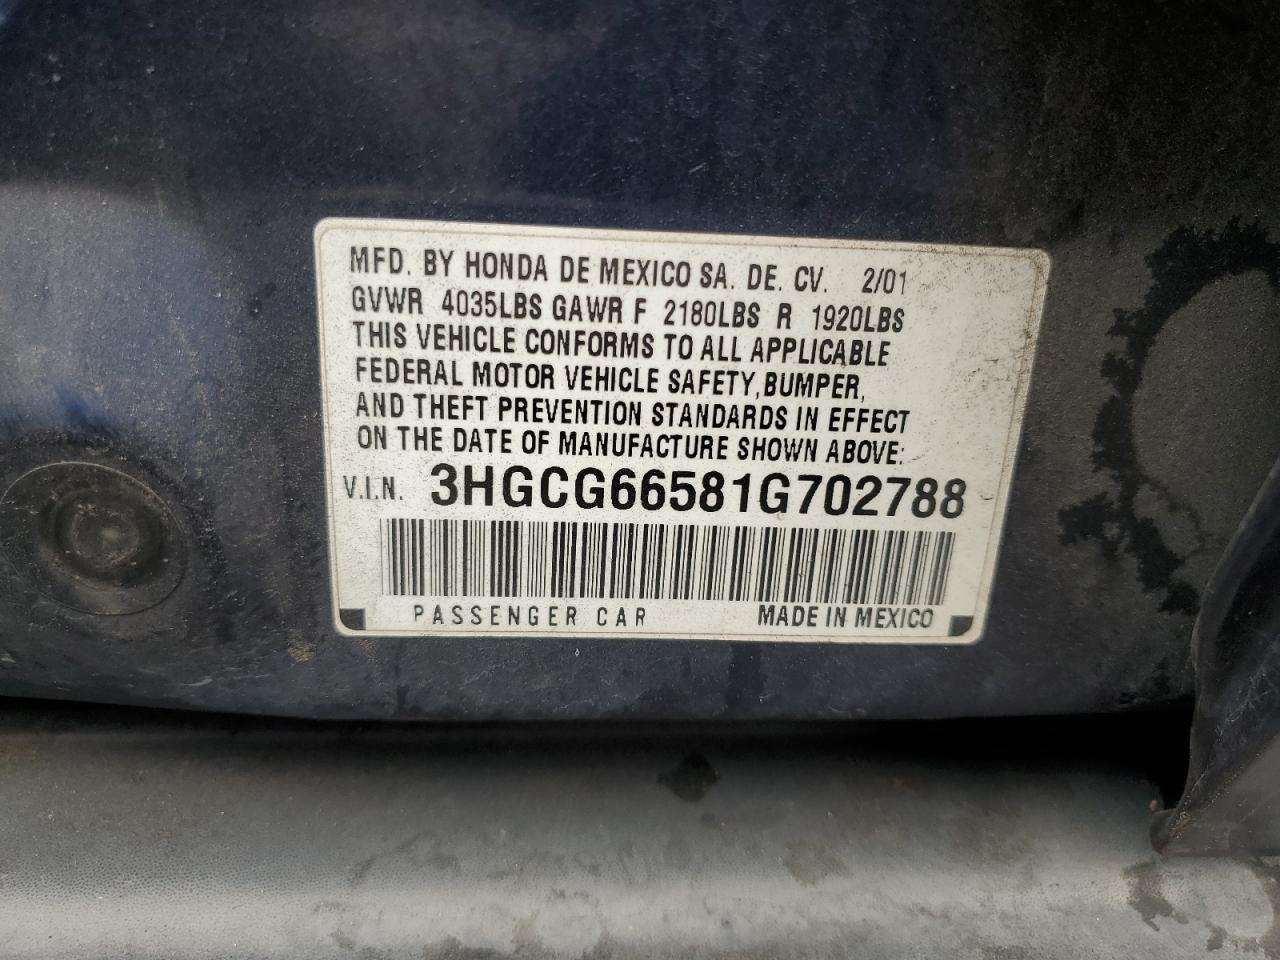 MFD. BY HONDA DE MEXICO SA. DE. CV. 2/01
GVWR 4035LBS GAWR F 2180LBS R 1920LBS
THIS VEHICLE CONFORMS TO ALL APPLICABLE
FEDERAL MOTOR VEHICLE SAFETY, BUMPER,
AND THEFT PREVENTION STANDARDS IN EFFECT
ON THE DATE OF MANUFACTURE SHOWN ABOVE:
V.I.N. 3HGCG66581G702788
PASSENGER CAR MADE IN MEXICO